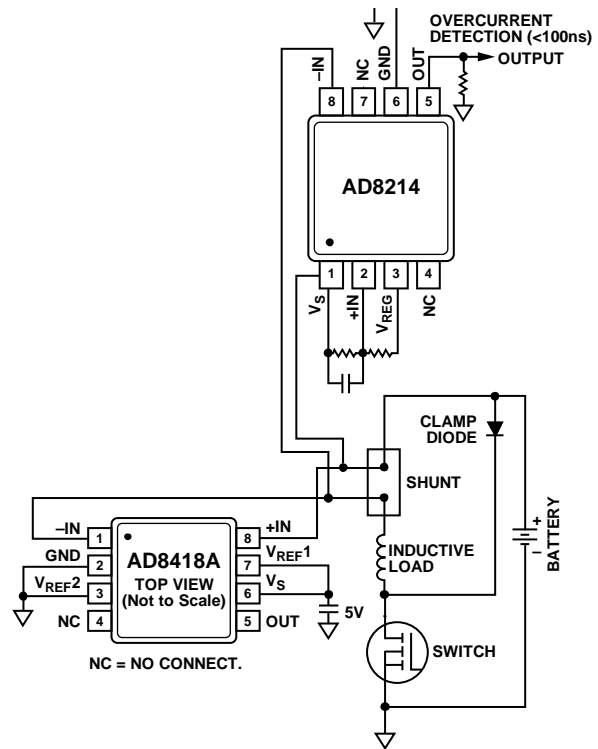 OVERCURRENT
DETECTION (<100ns)
OUTPUT
–IN
NC
GND
OUT
8
7
6
5
AD8214
1
2
3
4
VS
+IN
VREG
NC
CLAMP
DIODE
SHUNT
BATTERY
+
–
INDUCTIVE
LOAD
SWITCH
–IN
1
GND
2
VREF2
3
NC
4
AD8418A
TOP VIEW
(Not to Scale)
8
+IN
7
VREF1
6
VS
5
OUT
5V
NC = NO CONNECT.